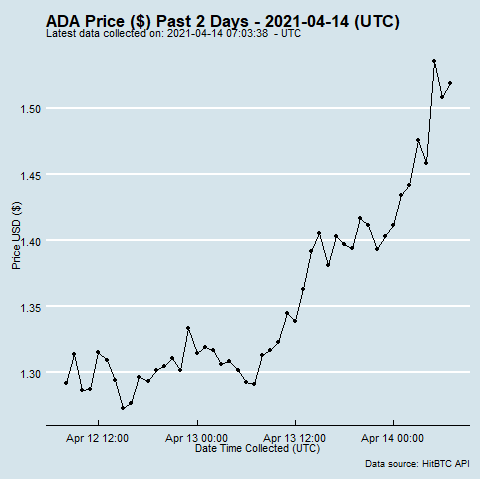 ADA Price ($) Past 2 Days - 2021-04-14 (UTC)
Latest data collected on: 2021-04-14 07:03:38 - UTC
1.50
1.45
1.40
1.35
1.30
Price USD ($)
Apr 12 12:00
Apr 13 00:00
Apr 13 12:00
Apr 14 00:00
Date Time Collected (UTC)
Data source: HitBTC API